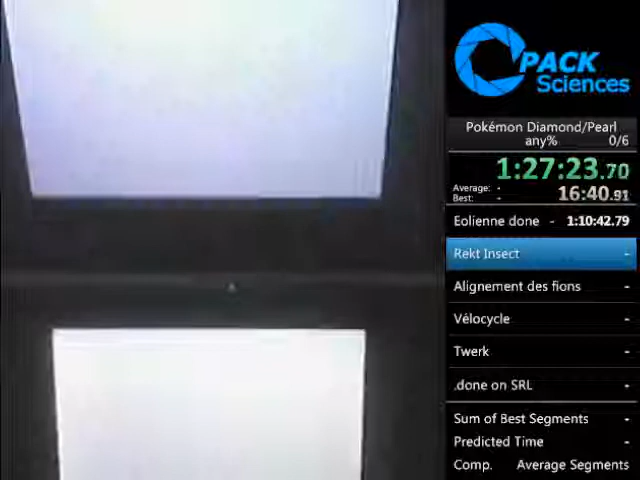 PACK
Sciences
Pokémon Diamond/Pearl
any% 0/6
1:27:23.70
Average: -
Best: -
16:40.91
Eolienne done - 1:10:42.79
Rekt Insect -
Alignement des fions -
Vélocycle -
Twerk -
.done on SRL -
Sum of Best Segments -
Predicted Time -
Comp. Average Segments